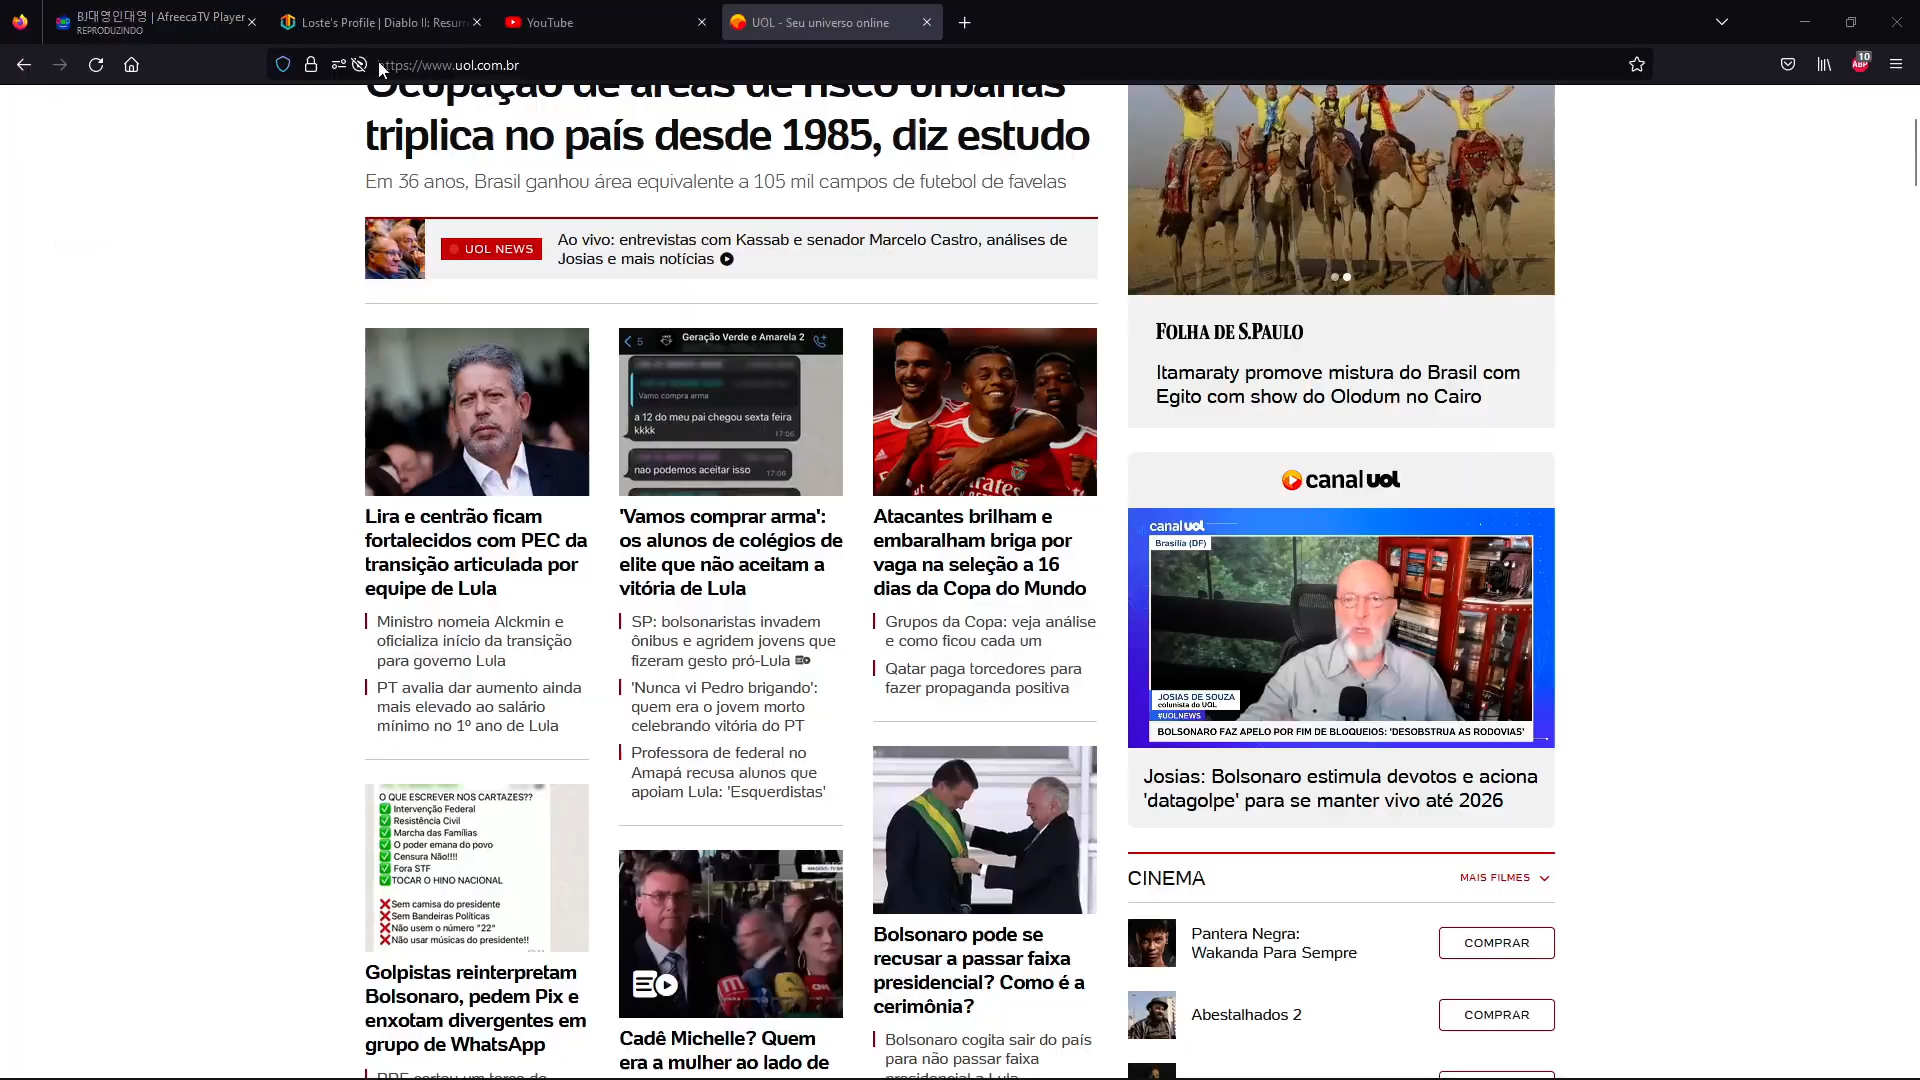 BJ대영인대영 | AfreecaTV Player
REPRODUZINDO
Loste's Profile | Diablo II: Resurr
YouTube
UOL - Seu universo online
https://www.uol.com.br
10
ABP
Ocupação de áreas de risco urbanas
triplica no país desde 1985, diz estudo
Em 36 anos, Brasil ganhou área equivalente a 105 mil campos de futebol de favelas
UOL NEWS
Ao vivo: entrevistas com Kassab e senador Marcelo Castro, análises de
Josias e mais notícias
Lira e centrão ficam
fortalecidos com PEC da
transição articulada por
equipe de Lula
Ministro nomeia Alckmin e
oficializa início da transição
para governo Lula
PT avalia dar aumento ainda
mais elevado ao salário
mínimo no 1º ano de Lula
O QUE ESCREVER NOS CARTAZES??
Intervenção Federal
Resistência Civil
Marcha das Famílias
O poder emana do povo
Censura Não!!!!
Fora STF
TOCAR O HINO NACIONAL
Sem camisa do presidente
Sem Bandeiras Políticas
Não usem o número "22"
Não usar músicas do presidente!!
Golpistas reinterpretam
Bolsonaro, pedem Pix e
enxotam divergentes em
grupo de WhatsApp
5
Geração Verde e Amarela 2
Vamo compra arma
a 12 do meu pai chegou sexta feira
kkkk
17:06
nao podemos aceitar isso
17:06
'Vamos comprar arma':
os alunos de colégios de
elite que não aceitam a
vitória de Lula
SP: bolsonaristas invadem
ônibus e agridem jovens que
fizeram gesto pró-Lula
'Nunca vi Pedro brigando':
quem era o jovem morto
celebrando vitória do PT
Professora de federal no
Amapá recusa alunos que
apoiam Lula: 'Esquerdistas'
Cadê Michelle? Quem
era a mulher ao lado de
Emirates
Atacantes brilham e
embaralham briga por
vaga na seleção a 16
dias da Copa do Mundo
Grupos da Copa: veja análise
e como ficou cada um
Qatar paga torcedores para
fazer propaganda positiva
Bolsonaro pode se
recusar a passar faixa
presidencial? Como é a
cerimônia?
Bolsonaro cogita sair do país
para não passar faixa
presidencial a Lula
FOLHA DE S.PAULO
Itamaraty promove mistura do Brasil com
Egito com show do Olodum no Cairo
canal uol
canal uol
Brasília (DF)
JOSIAS DE SOUZA
colunista do UOL
#UOLNEWS
BOLSONARO FAZ APELO POR FIM DE BLOQUEIOS: 'DESOBSTRUA AS RODOVIAS'
Josias: Bolsonaro estimula devotos e aciona
'datagolpe' para se manter vivo até 2026
CINEMA
MAIS FILMES
Pantera Negra:
Wakanda Para Sempre
COMPRAR
Abestalhados 2
COMPRAR